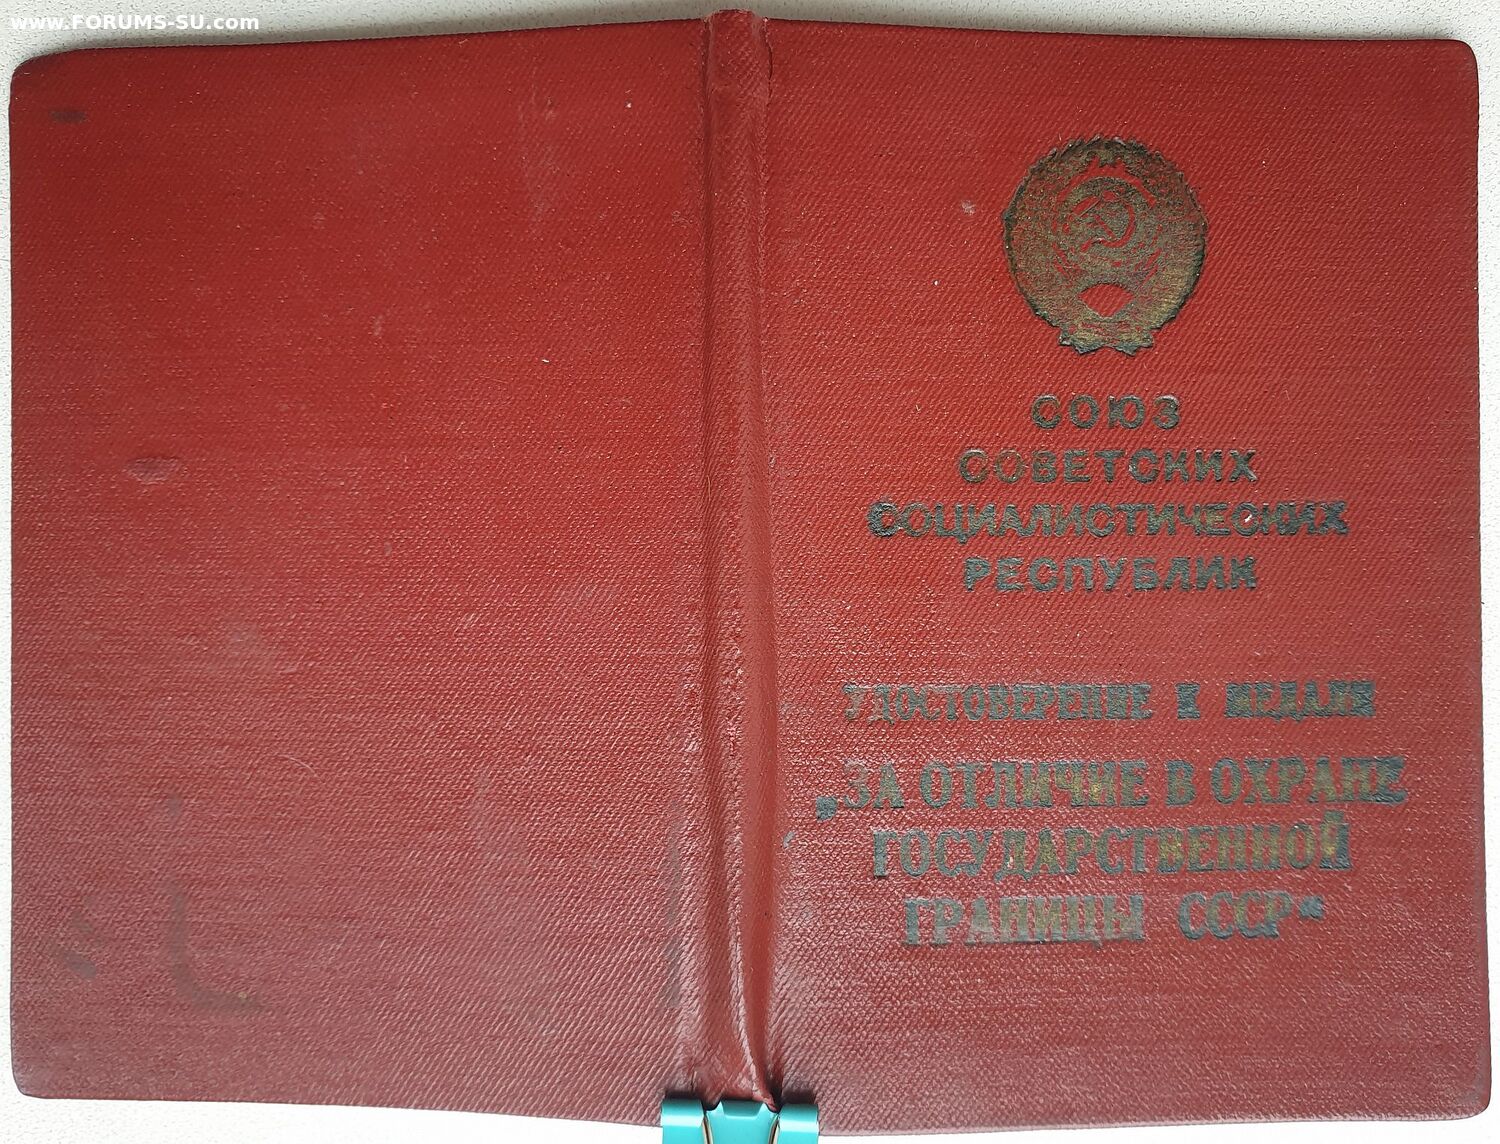 www.FORUMS-SU.com
СОЮЗ
СОВЕТСКИХ
СОЦИАЛИСТИЧЕСКИХ
РЕСПУБЛИК
УДОСТОВЕРЕНИЕ К МЕДАЛИ
„ЗА ОТЛИЧИЕ В ОХРАНЕ
ГОСУДАРСТВЕННОЙ
ГРАНИЦЫ СССР“